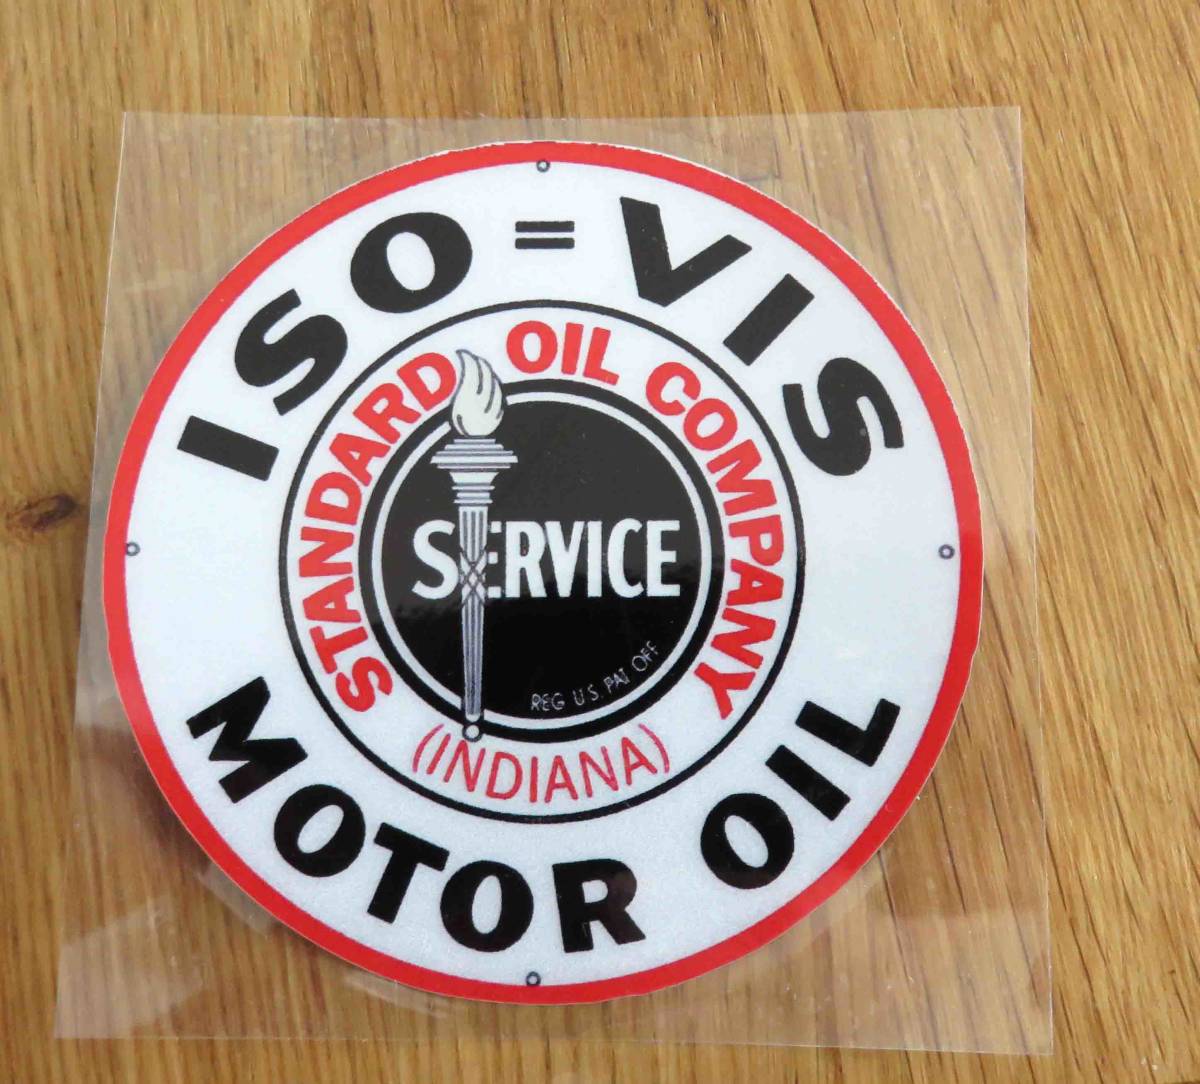 ISO=VIS
STANDARD OIL COMPANY
SERVICE
REG U.S. PAT OFF
(INDIANA)
MOTOR OIL